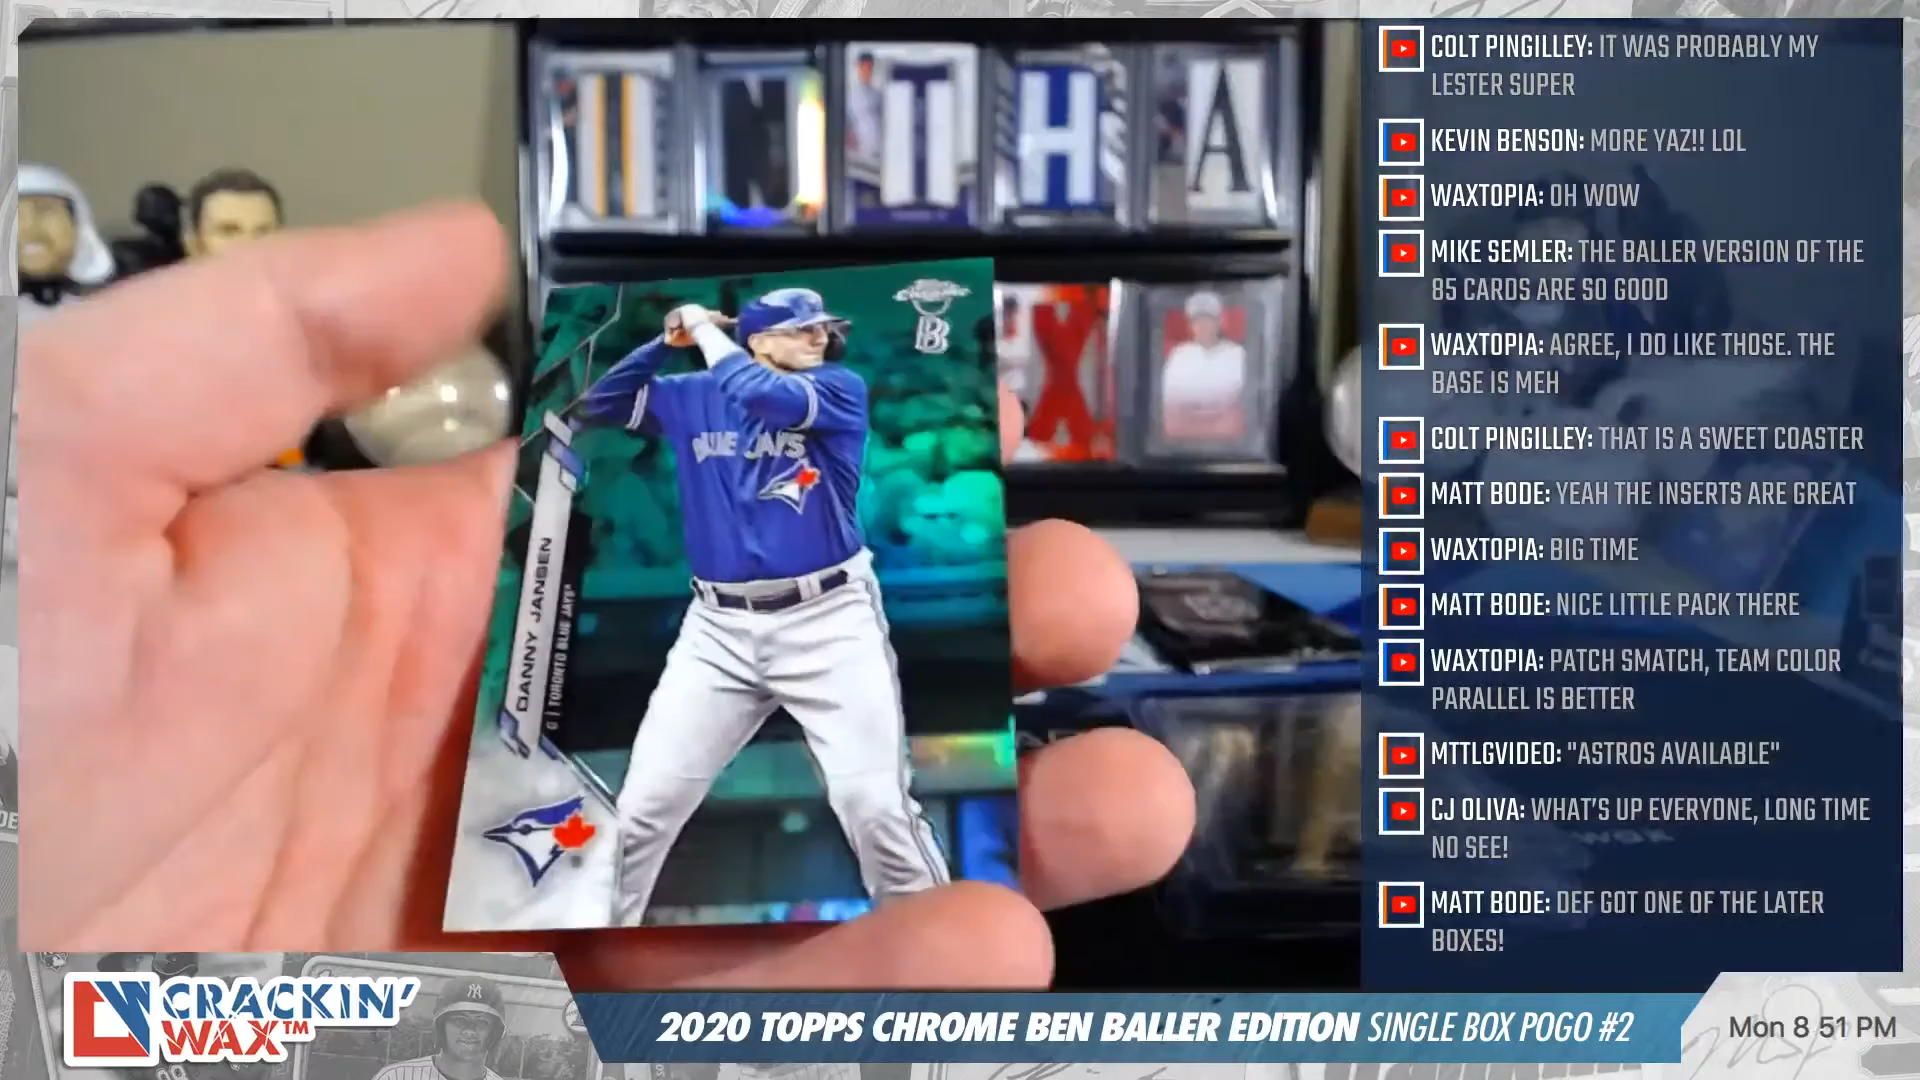 COLT PINGILLEY: IT WAS PROBABLY MY
LESTER SUPER
KEVIN BENSON: MORE YAZ!! LOL
WAXTOPIA: OH WOW
MIKE SEMLER: THE BALLER VERSION OF THE
85 CARDS ARE SO GOOD
WAXTOPIA: AGREE, I DO LIKE THOSE. THE
BASE IS MEH
COLT PINGILLEY: THAT IS A SWEET COASTER
MATT BODE: YEAH THE INSERTS ARE GREAT
WAXTOPIA: BIG TIME
MATT BODE: NICE LITTLE PACK THERE
WAXTOPIA: PATCH SMATCH, TEAM COLOR
PARALLEL IS BETTER
MTTLGVIDEO: "ASTROS AVAILABLE"
CJ OLIVA: WHAT'S UP EVERYONE, LONG TIME
NO SEE!
MATT BODE: DEF GOT ONE OF THE LATER
BOXES!
I N T H A
X
Chrome
B
BLUE JAYS
DANNY JANSEN
C | TORONTO BLUE JAYS®
CRACKIN'
WAX™
2020 TOPPS CHROME BEN BALLER EDITION SINGLE BOX POGO #2
Mon 8 51 PM